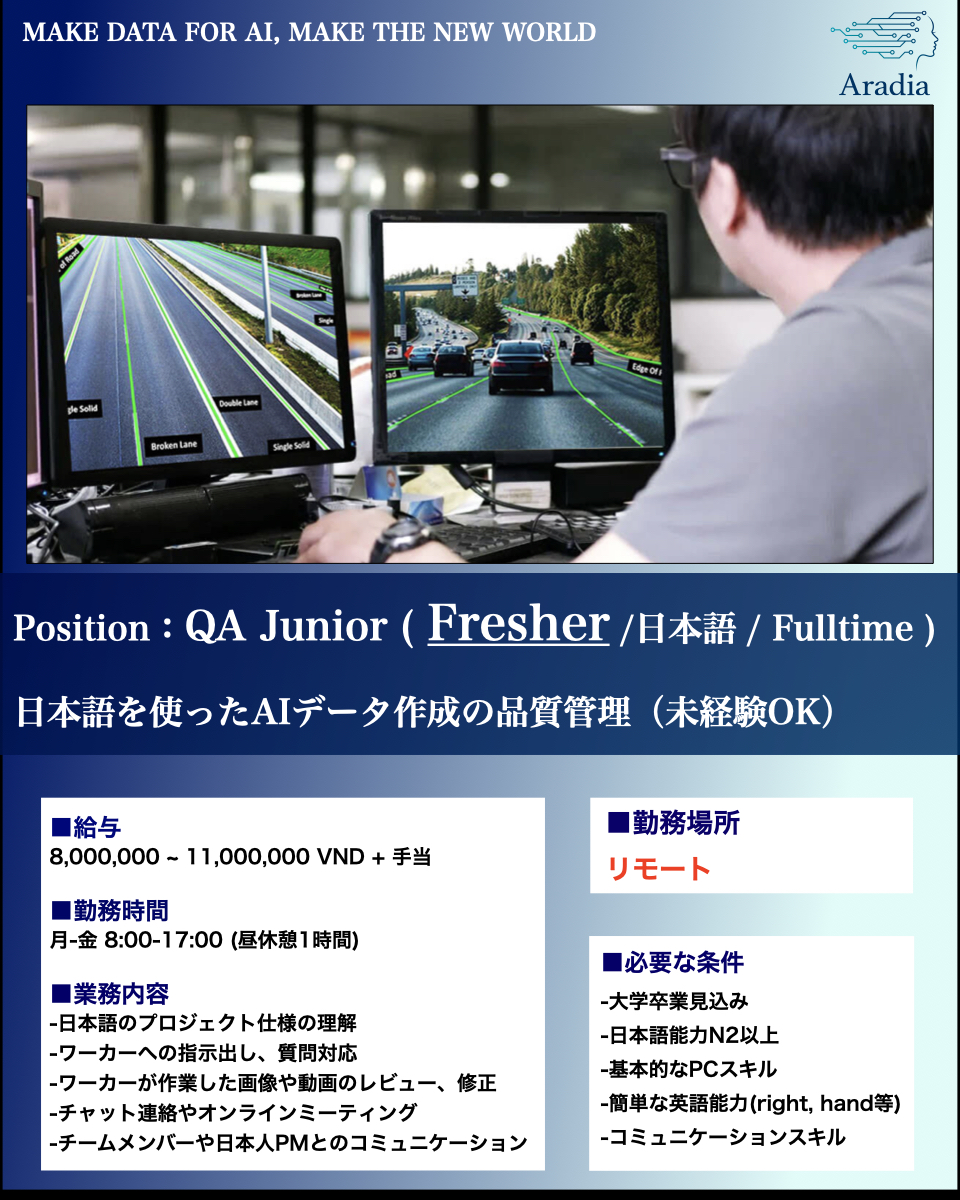 MAKE DATA FOR AI, MAKE THE NEW WORLD
Aradia
of Road
Broken Lane
Single
gle Solid
Double Lane
Broken Lane
Single Solid
ad
Edge Of
Position：QA Junior ( Fresher /日本語 / Fulltime )
日本語を使ったAIデータ作成の品質管理（未経験OK）
■給与
8,000,000 ~ 11,000,000 VND + 手当
■勤務時間
月-金 8:00-17:00 (昼休憩1時間)
■業務内容
-日本語のプロジェクト仕様の理解
-ワーカーへの指示出し、質問対応
-ワーカーが作業した画像や動画のレビュー、修正
-チャット連絡やオンラインミーティング
-チームメンバーや日本人PMとのコミュニケーション
■勤務場所
リモート
■必要な条件
-大学卒業見込み
-日本語能力N2以上
-基本的なPCスキル
-簡単な英語能力(right, hand等)
-コミュニケーションスキル